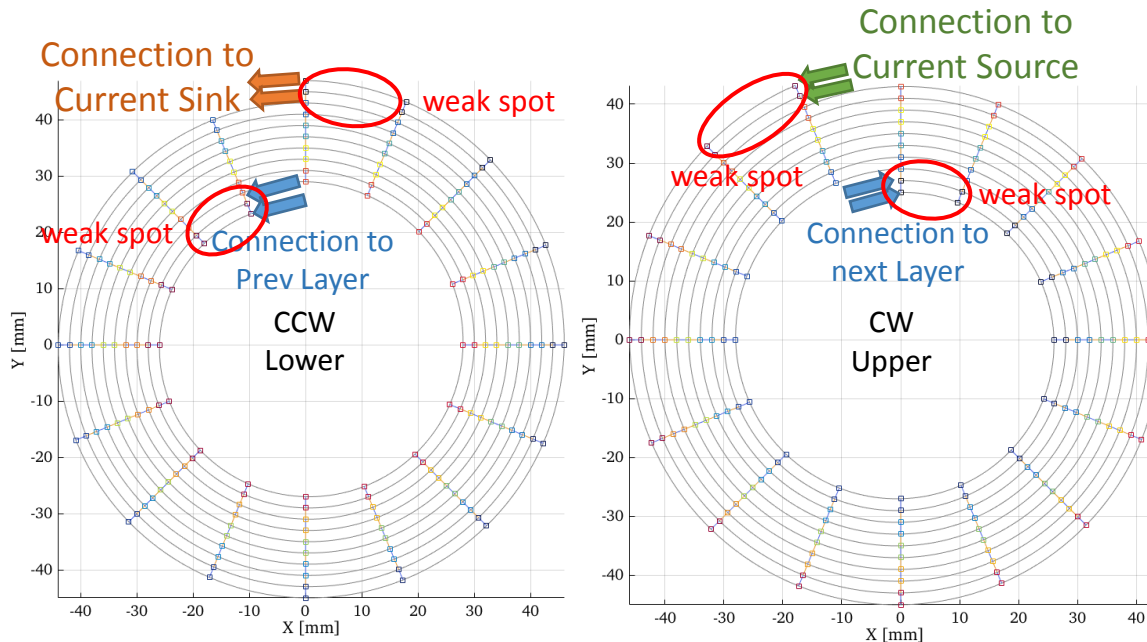 Connection to
Current Sink
weak spot
weak spot
Connection to
Prev Layer
CCW
Lower
Y [mm]
40
30
20
10
0
-10
-20
-30
-40
-40
-30
-20
-10
0
10
20
30
40
X [mm]
Connection to
Current Source
weak spot
weak spot
Connection to
next Layer
CW
Upper
Y [mm]
40
30
20
10
0
-10
-20
-30
-40
-40
-30
-20
-10
0
10
20
30
40
X [mm]